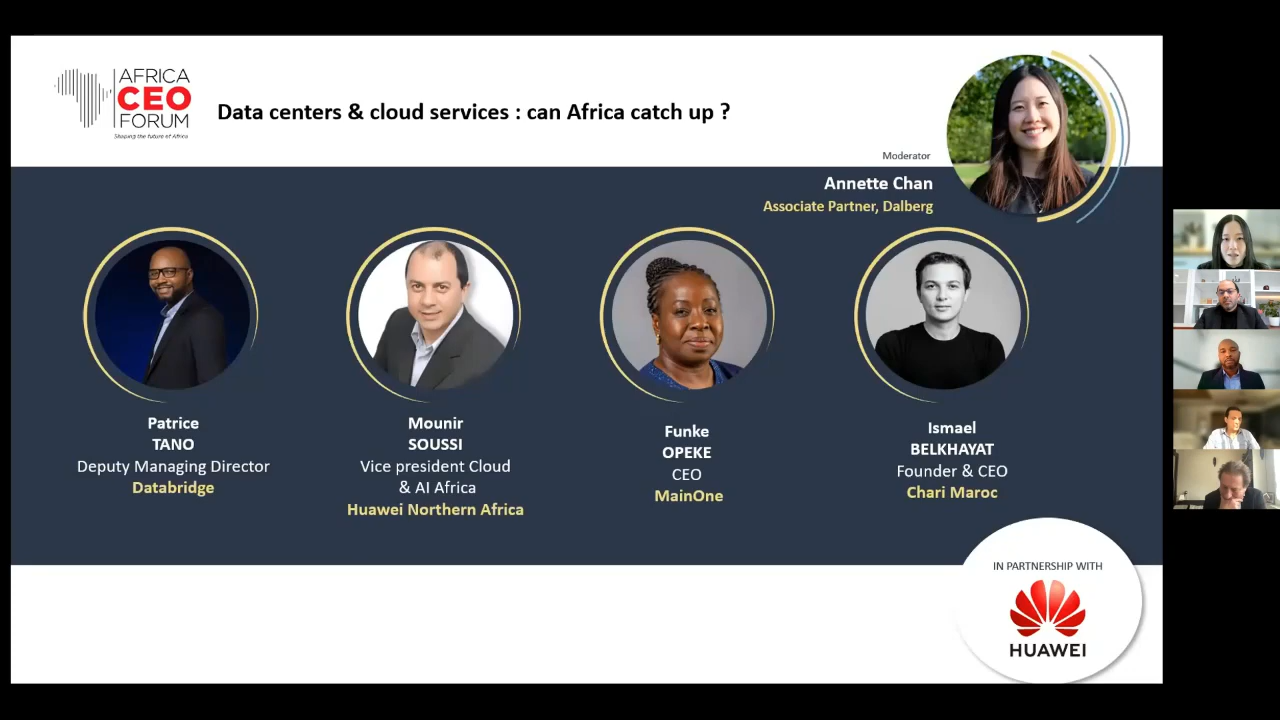 AFRICA
CEO
FORUM
Shaping the future of Africa
Data centers & cloud services : can Africa catch up ?
Moderator
Annette Chan
Associate Partner, Dalberg
Patrice
TANO
Deputy Managing Director
Databridge
Mounir
SOUSSI
Vice president Cloud
& AI Africa
Huawei Northern Africa
Funke
OPEKE
CEO
MainOne
Ismael
BELKHAYAT
Founder & CEO
Chari Maroc
IN PARTNERSHIP WITH
HUAWEI